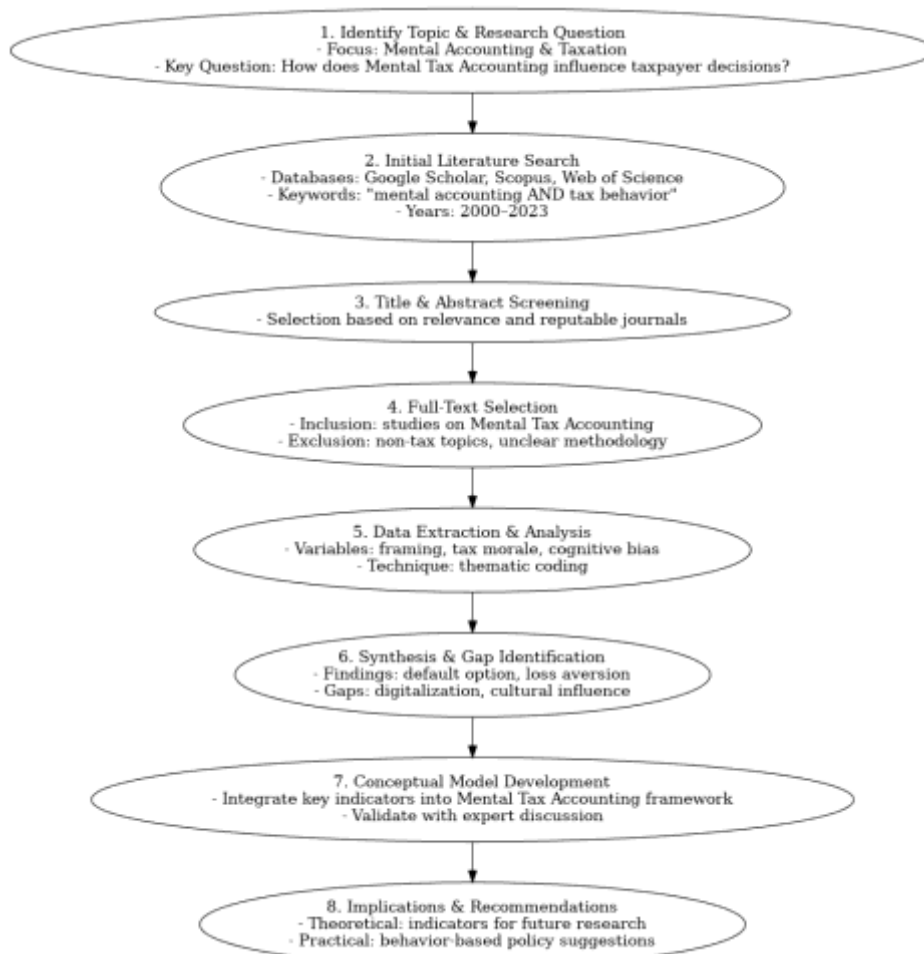 1. Identify Topic & Research Question
- Focus: Mental Accounting & Taxation
- Key Question: How does Mental Tax Accounting influence taxpayer decisions?
2. Initial Literature Search
- Databases: Google Scholar, Scopus, Web of Science
- Keywords: "mental accounting AND tax behavior"
- Years: 2000–2023
3. Title & Abstract Screening
- Selection based on relevance and reputable journals
4. Full-Text Selection
- Inclusion: studies on Mental Tax Accounting
- Exclusion: non-tax topics, unclear methodology
5. Data Extraction & Analysis
- Variables: framing, tax morale, cognitive bias
- Technique: thematic coding
6. Synthesis & Gap Identification
- Findings: default option, loss aversion
- Gaps: digitalization, cultural influence
7. Conceptual Model Development
- Integrate key indicators into Mental Tax Accounting framework
- Validate with expert discussion
8. Implications & Recommendations
- Theoretical: indicators for future research
- Practical: behavior-based policy suggestions